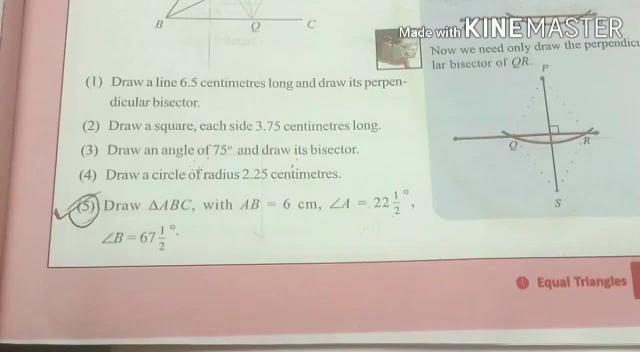 Made with KINEMASTER
B Q C
Now we need only draw the perpendicu
lar bisector of QR.
P
Q R
S
(1) Draw a line 6.5 centimetres long and draw its perpen-
dicular bisector.
(2) Draw a square, each side 3.75 centimetres long.
(3) Draw an angle of 75° and draw its bisector.
(4) Draw a circle of radius 2.25 centimetres.
(5) Draw ΔABC, with AB = 6 cm, ∠A = 22 1/2°,
∠B = 67 1/2°.
1 Equal Triangles